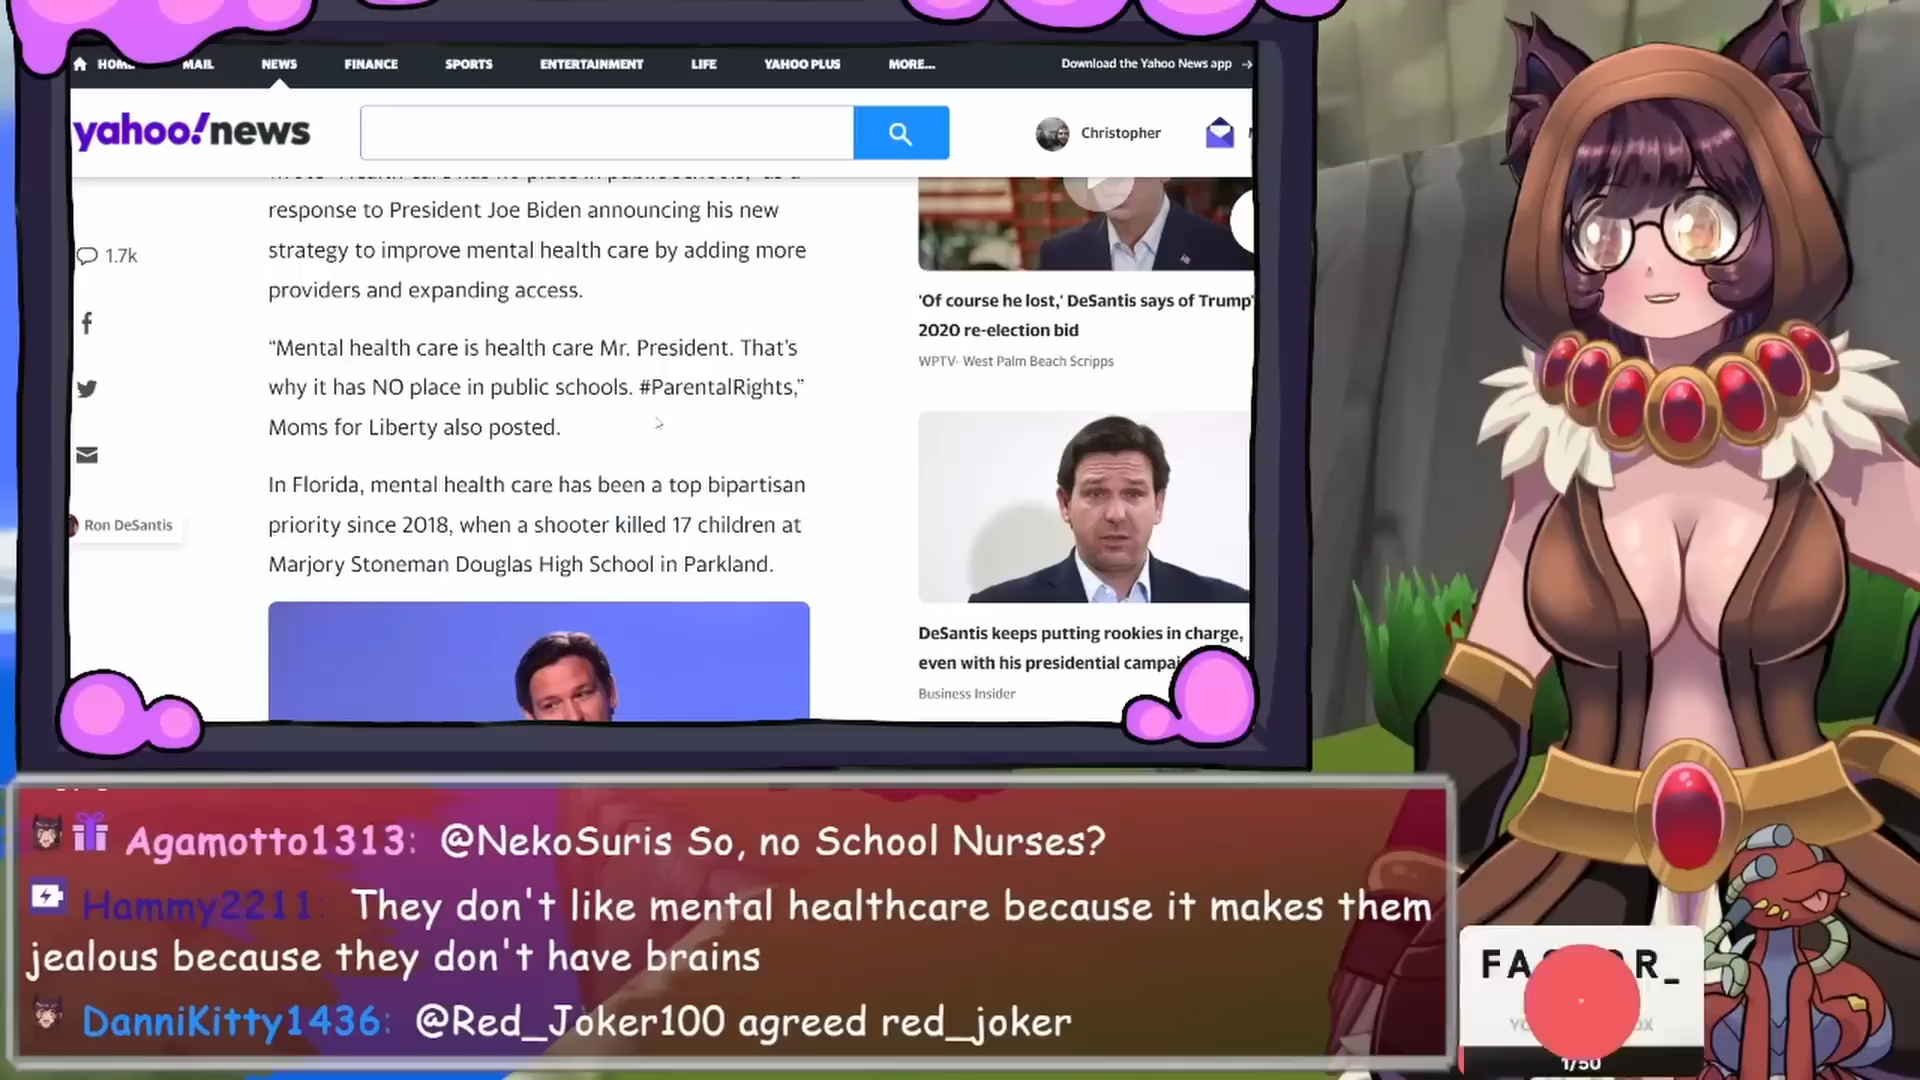 HOME MAIL NEWS FINANCE SPORTS ENTERTAINMENT LIFE YAHOO PLUS MORE... Download the Yahoo News app →
yahoo!news
Christopher
response to President Joe Biden announcing his new
strategy to improve mental health care by adding more
providers and expanding access.
“Mental health care is health care Mr. President. That’s
why it has NO place in public schools. #ParentalRights,”
Moms for Liberty also posted.
In Florida, mental health care has been a top bipartisan
priority since 2018, when a shooter killed 17 children at
Marjory Stoneman Douglas High School in Parkland.
1.7k
Ron DeSantis
'Of course he lost,' DeSantis says of Trump'
2020 re-election bid
WPTV- West Palm Beach Scripps
DeSantis keeps putting rookies in charge,
even with his presidential
Business Insider
Agamotto1313: @NekoSuris So, no School Nurses?
Hammy2211: They don't like mental healthcare because it makes them
jealous because they don't have brains
DanniKitty1436: @Red_Joker100 agreed red_joker
1/50